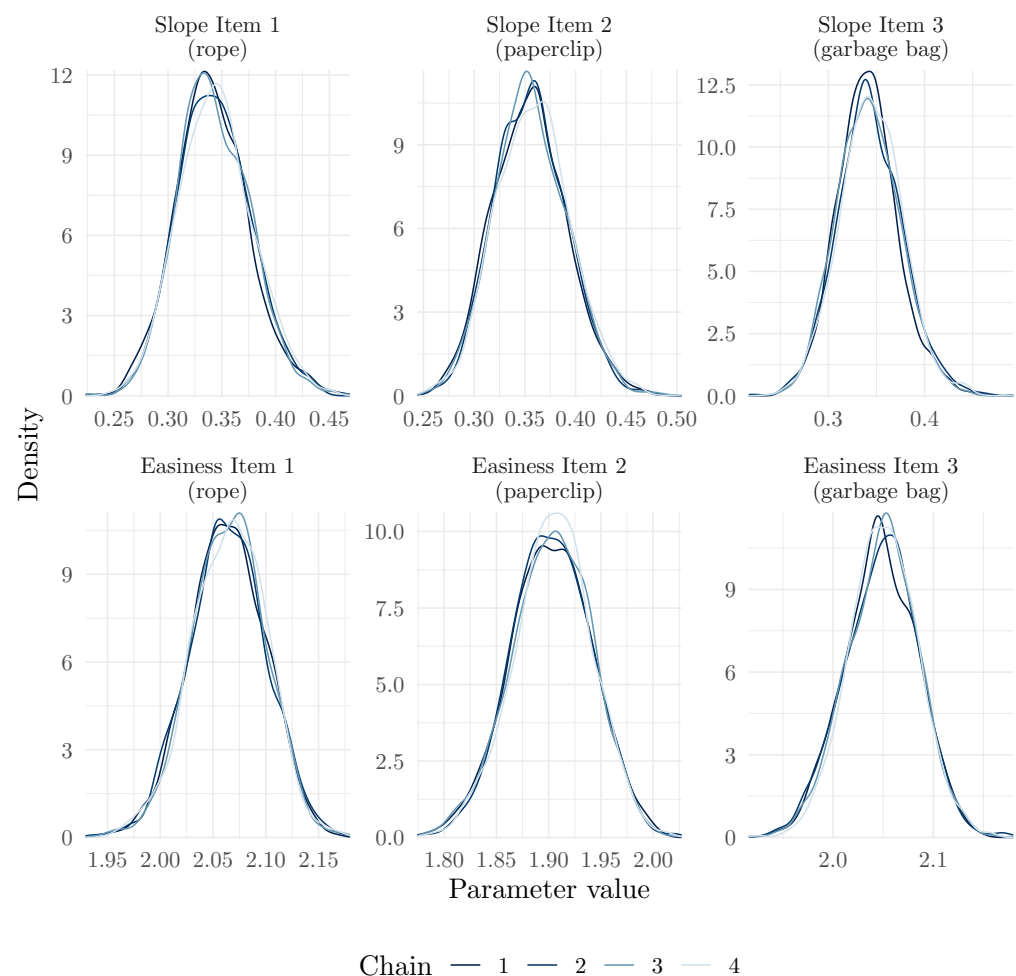 Slope Item 1
(rope)
Slope Item 2
(paperclip)
Slope Item 3
(garbage bag)
12
9
6
3
0
0.25 0.30 0.35 0.40 0.45
9
6
3
0
0.25 0.30 0.35 0.40 0.45 0.50
12.5
10.0
7.5
5.0
2.5
0.0
0.3 0.4
Density
Easiness Item 1
(rope)
Easiness Item 2
(paperclip)
Easiness Item 3
(garbage bag)
9
6
3
0
1.95 2.00 2.05 2.10 2.15
10.0
7.5
5.0
2.5
0.0
1.80 1.85 1.90 1.95 2.00
9
6
3
0
2.0 2.1
Parameter value
Chain 1 2 3 4